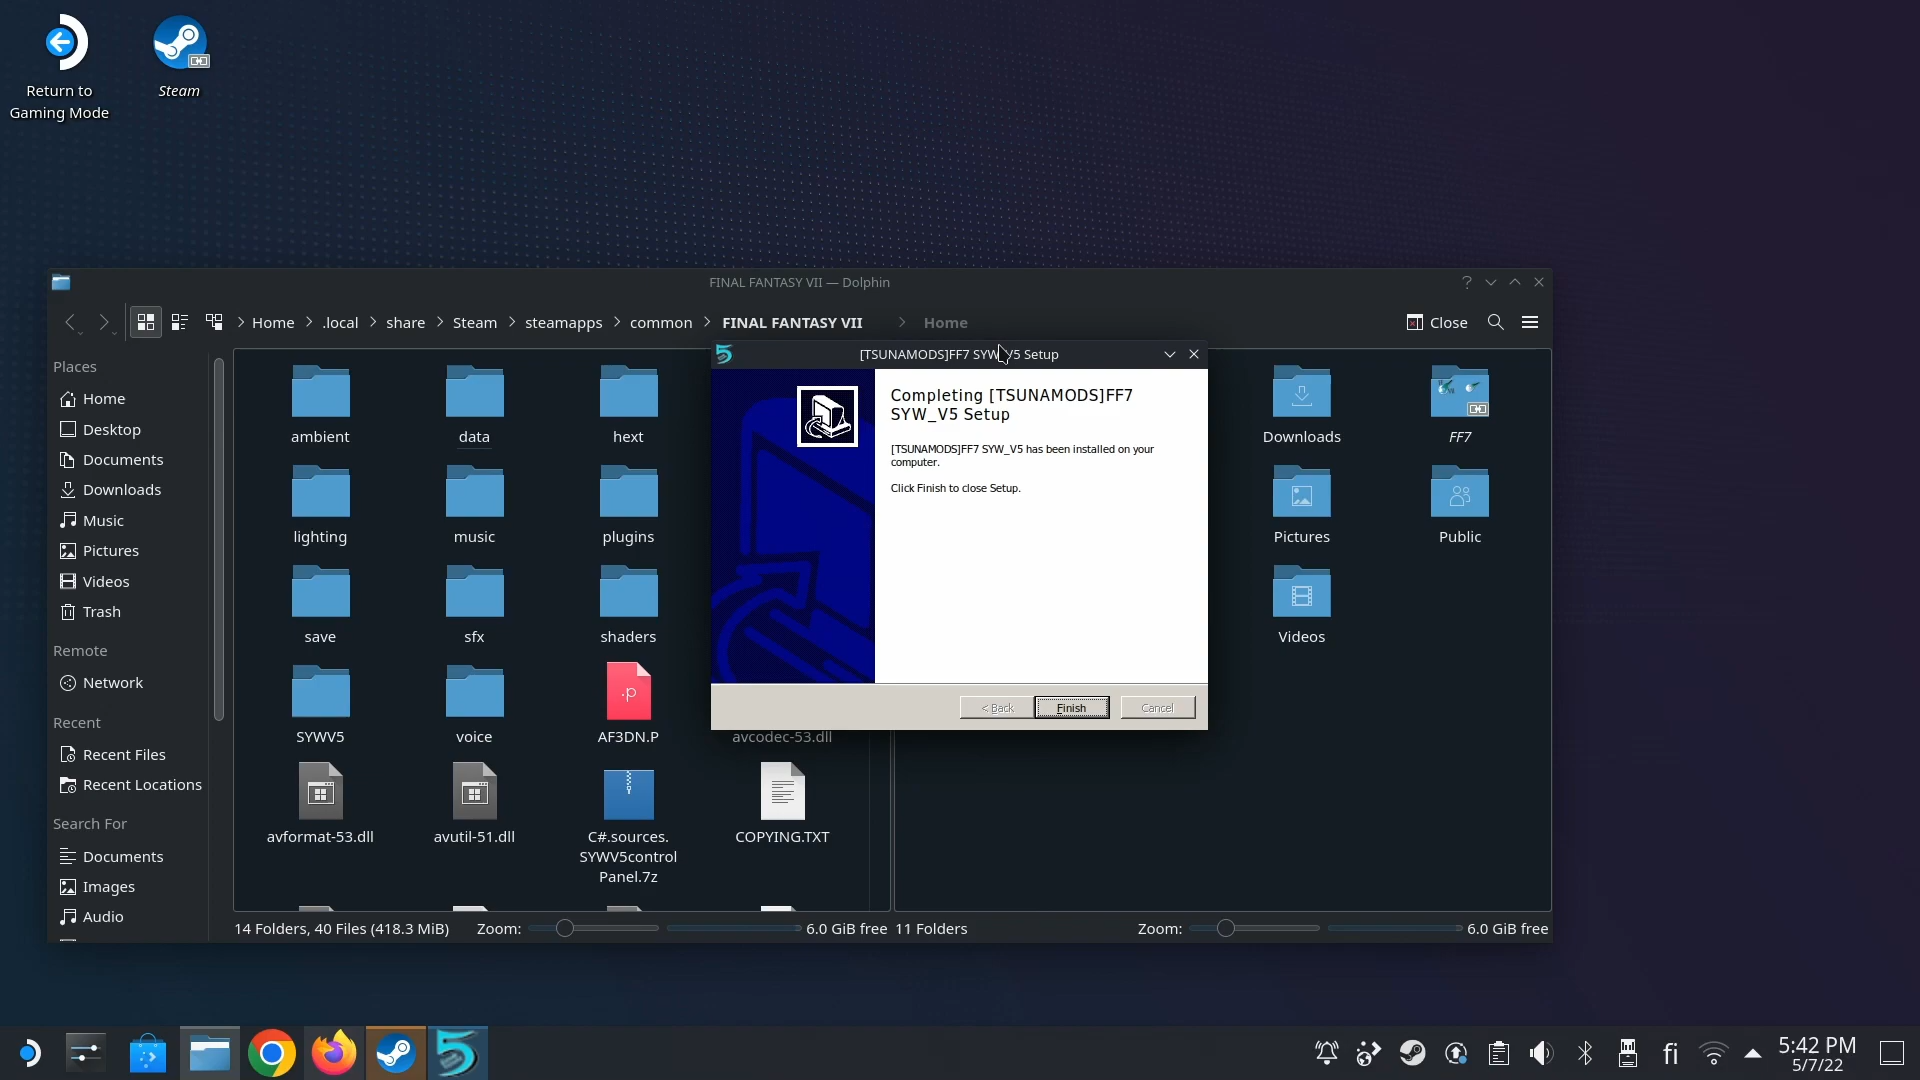 Return to
Gaming Mode
Steam
FINAL FANTASY VII — Dolphin
Home
.local
share
Steam
steamapps
common
FINAL FANTASY VII
Home
Close
Places
Home
Desktop
Documents
Downloads
Music
Pictures
Videos
Trash
Remote
Network
Recent
Recent Files
Recent Locations
Search For
Documents
Images
Audio
ambient
data
hext
lighting
music
plugins
save
sfx
shaders
SYWV5
voice
.p
AF3DN.P
avcodec-53.dll
avformat-53.dll
avutil-51.dll
C#.sources.
SYWV5control
Panel.7z
COPYING.TXT
14 Folders, 40 Files (418.3 MiB)
Zoom:
6.0 GiB free
[TSUNAMODS]FF7 SYW_V5 Setup
Completing [TSUNAMODS]FF7
SYW_V5 Setup
[TSUNAMODS]FF7 SYW_V5 has been installed on your
computer.
Click Finish to close Setup.
< Back
Finish
Cancel
Downloads
FF7
Pictures
Public
Videos
11 Folders
Zoom:
6.0 GiB free
fi
5:42 PM
5/7/22